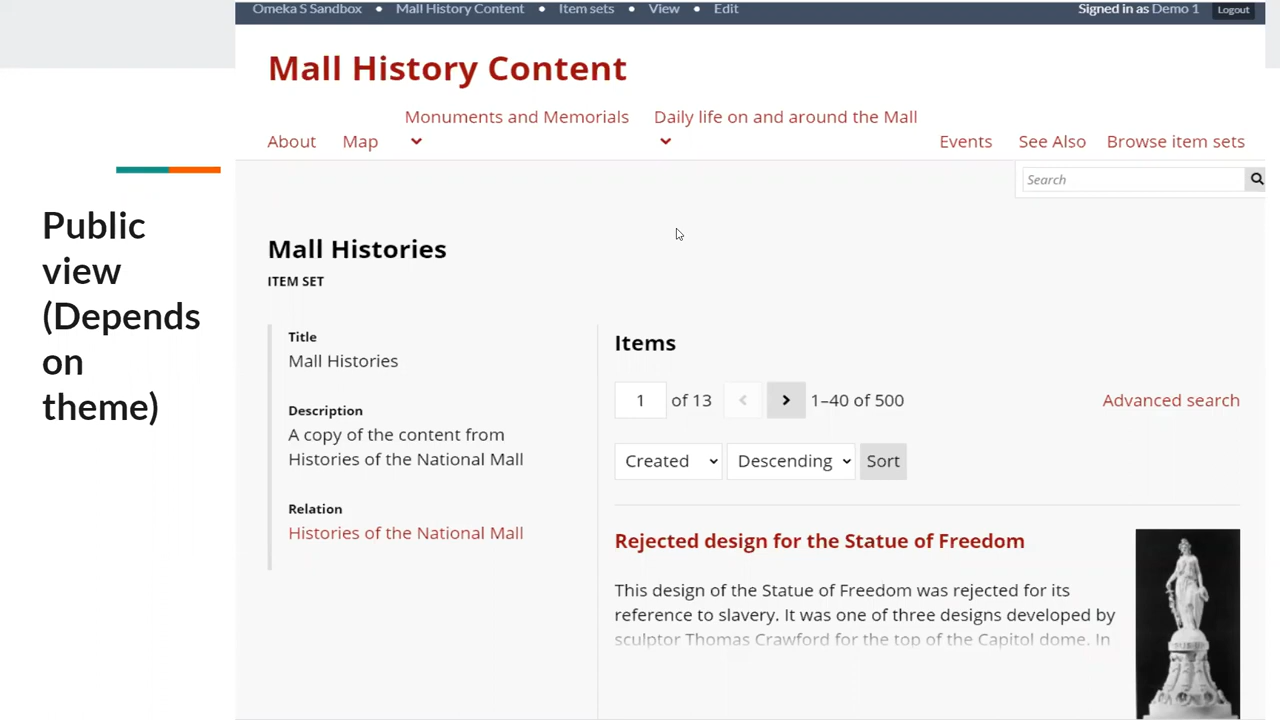 Omeka S Sandbox • Mall History Content • Item sets • View • Edit Signed in as Demo 1 Logout
Mall History Content
Monuments and Memorials Daily life on and around the Mall
About Map Events See Also Browse item sets
Search
Public
view
(Depends
on
theme)
Mall Histories
ITEM SET
Title
Mall Histories
Description
A copy of the content from
Histories of the National Mall
Relation
Histories of the National Mall
Items
1 of 13 1–40 of 500 Advanced search
Created Descending Sort
Rejected design for the Statue of Freedom
This design of the Statue of Freedom was rejected for its
reference to slavery. It was one of three designs developed by
sculptor Thomas Crawford for the top of the Capitol dome. In